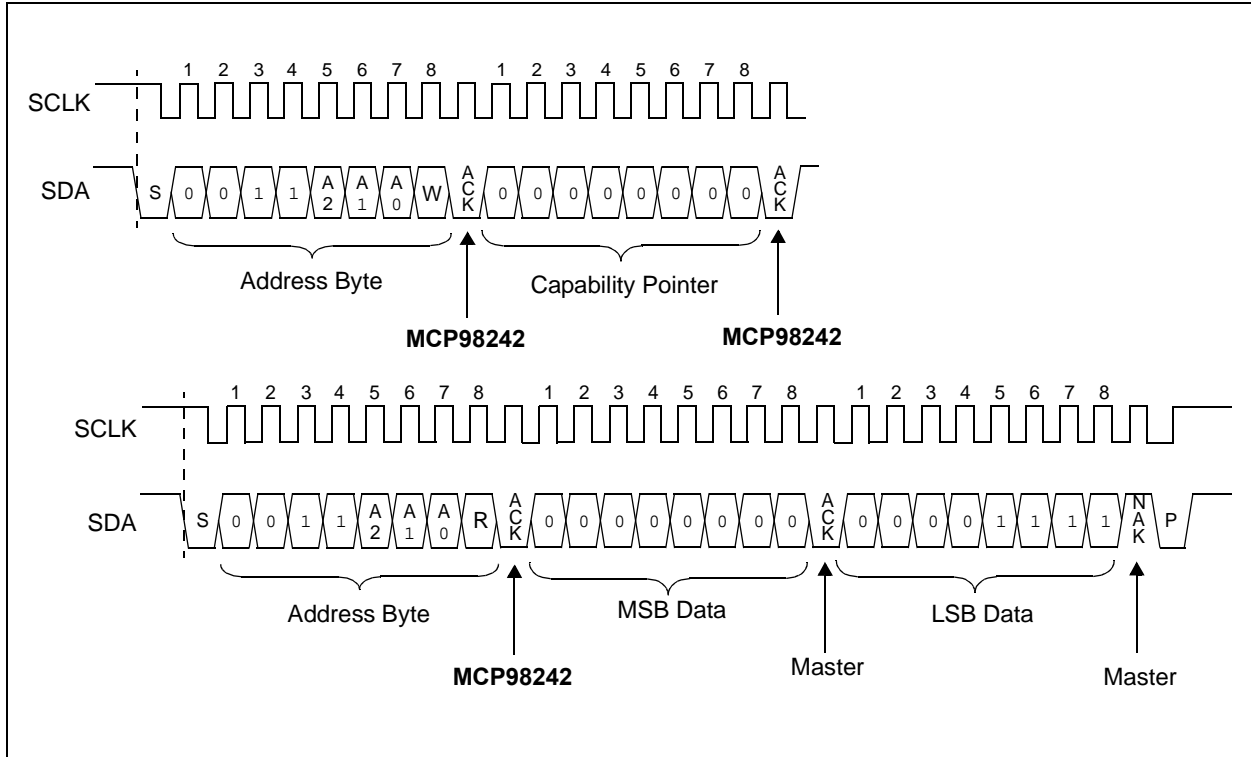 1 2 3 4 5 6 7 8 1 2 3 4 5 6 7 8
SCLK
SDA
S 0 0 1 1 A2 A1 A0 W ACK 0 0 0 0 0 0 0 0 ACK
Address Byte Capability Pointer
MCP98242 MCP98242
1 2 3 4 5 6 7 8 1 2 3 4 5 6 7 8 1 2 3 4 5 6 7 8
SCLK
SDA
S 0 0 1 1 A2 A1 A0 R ACK 0 0 0 0 0 0 0 0 ACK 0 0 0 0 1 1 1 1 NAK P
Address Byte MSB Data LSB Data
MCP98242 Master Master